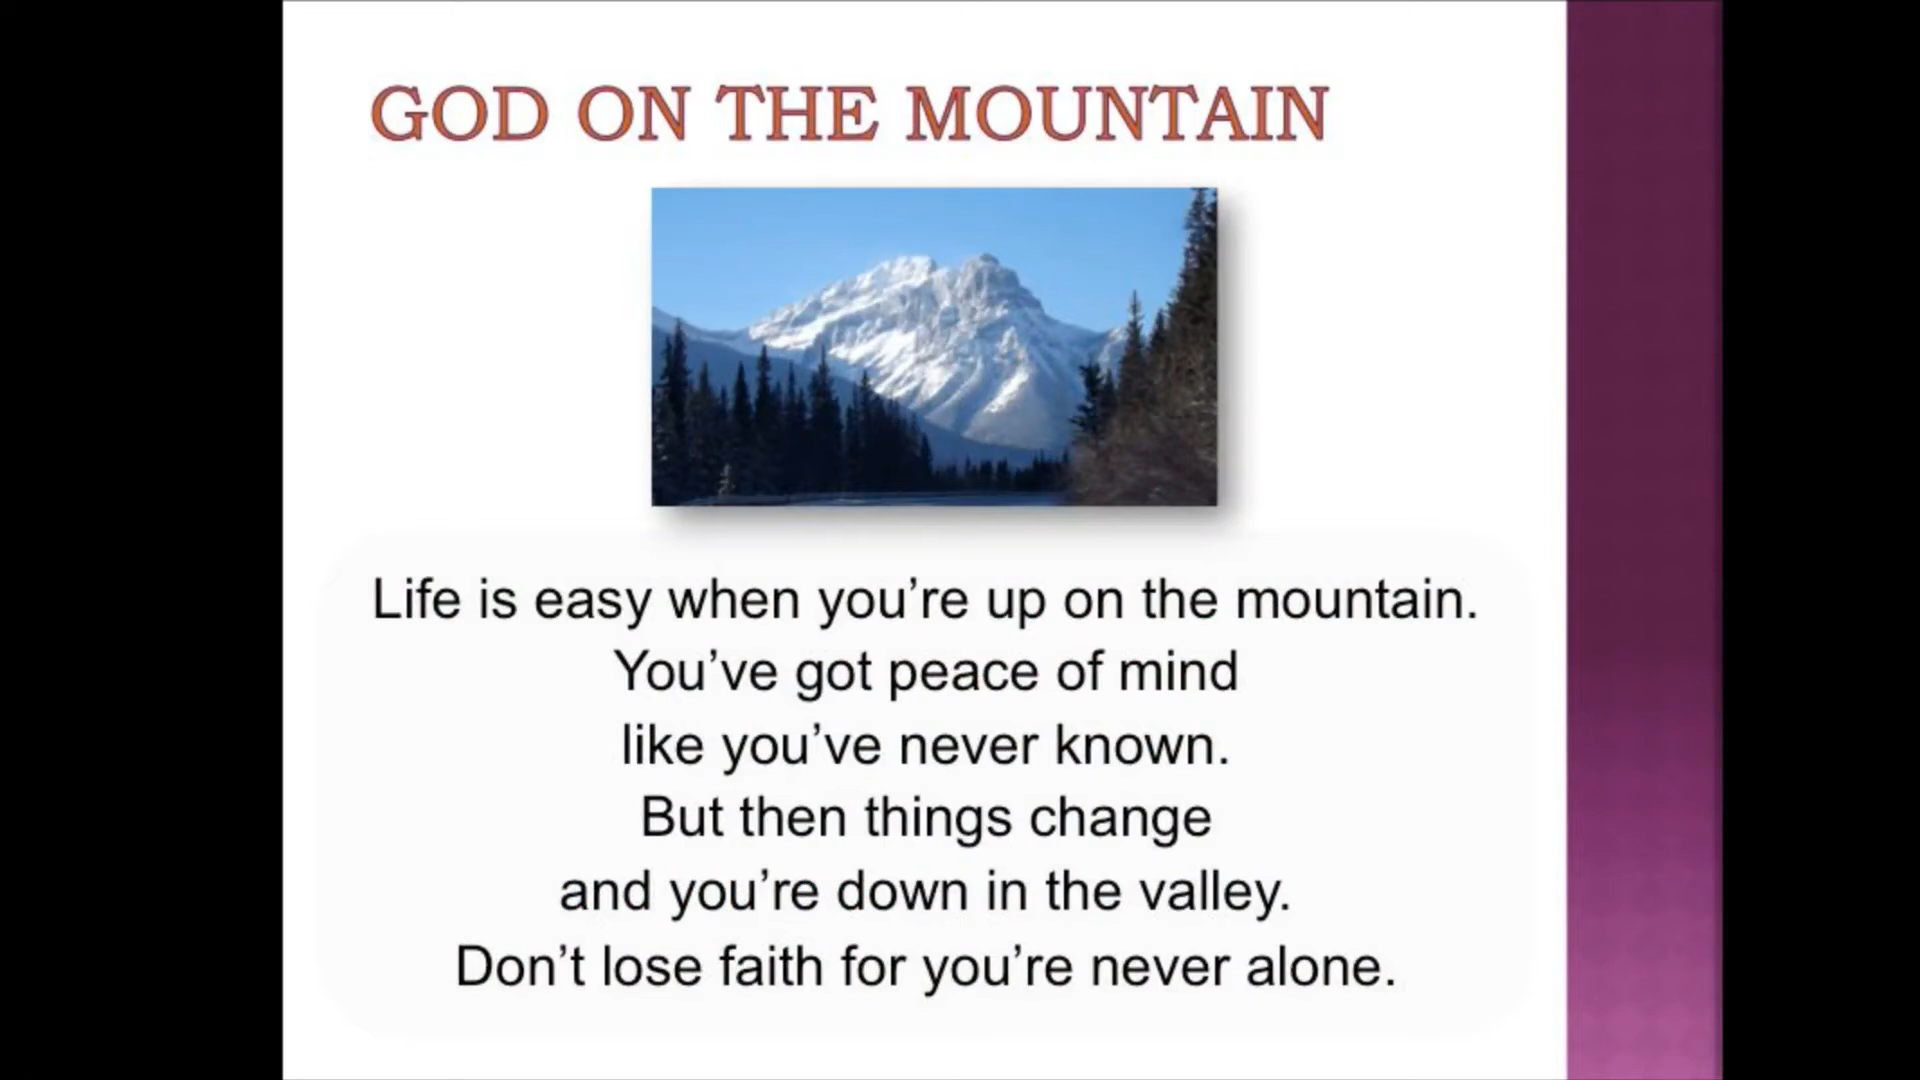 GOD ON THE MOUNTAIN
Life is easy when you’re up on the mountain.
You’ve got peace of mind
like you’ve never known.
But then things change
and you’re down in the valley.
Don’t lose faith for you’re never alone.